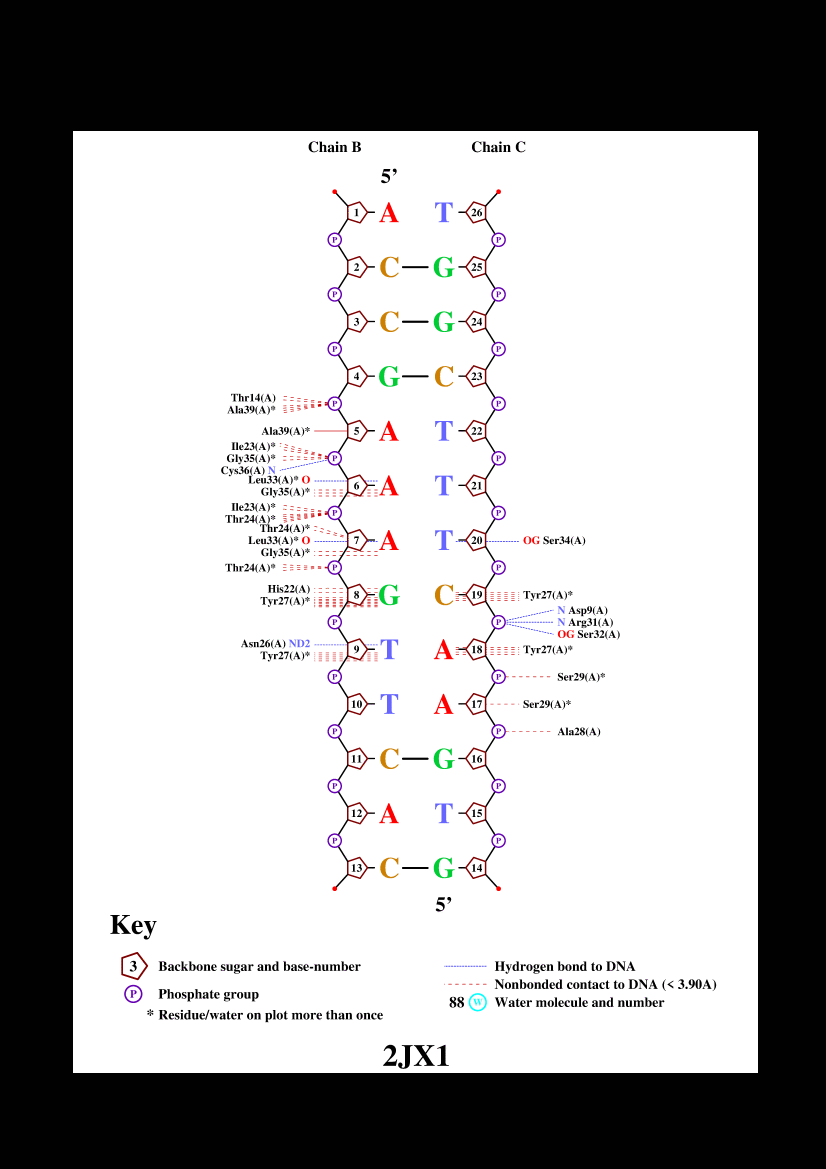 Chain B Chain C
5’
1 A T 26
P P
2 C G 25
P P
3 C G 24
P P
4 G C 23
Thr14(A)
P P
Ala39(A)*
Ala39(A)* 5 A T 22
Ile23(A)*
Gly35(A)* P P
Cys36(A) N
Leu33(A)* O
6 A T 21
Gly35(A)*
Ile23(A)*
P P
Thr24(A)*
Thr24(A)*
Leu33(A)* O 7 A T 20 OG Ser34(A)
Gly35(A)*
Thr24(A)* P P
His22(A)
8 G C 19 Tyr27(A)*
Tyr27(A)*
N Asp9(A)
P P N Arg31(A)
OG Ser32(A)
Asn26(A) ND2
9 T A 18 Tyr27(A)*
Tyr27(A)*
P P Ser29(A)*
10 T A 17 Ser29(A)*
P P Ala28(A)
11 C G 16
P P
12 A T 15
P P
13 C G 14
5’
Key
3 Backbone sugar and base-number
P Phosphate group
* Residue/water on plot more than once
Hydrogen bond to DNA
Nonbonded contact to DNA (< 3.90A)
88 W Water molecule and number
2JX1